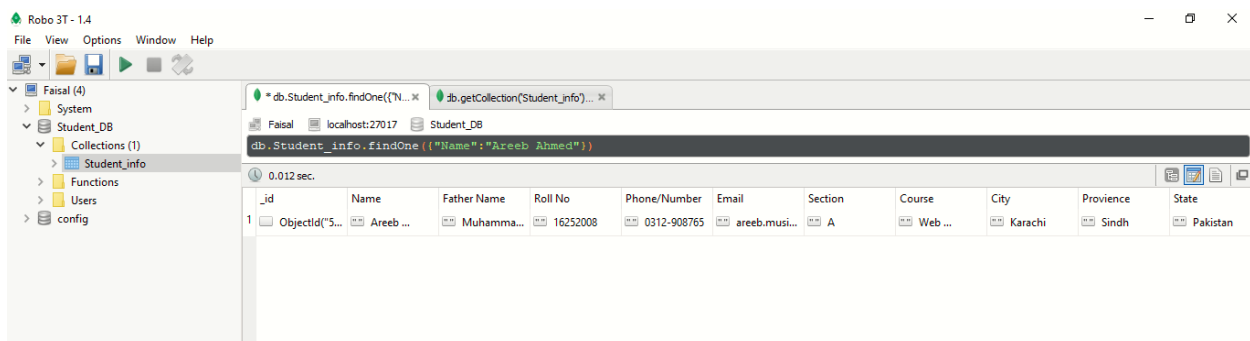 Robo 3T - 1.4
File View Options Window Help
Faisal (4)
System
Student_DB
Collections (1)
Student_info
Functions
Users
config
* db.Student_info.findOne({"N... db.getCollection('Student_info')...
Faisal localhost:27017 Student_DB
db.Student_info.findOne({"Name":"Areeb Ahmed"})
0.012 sec.
_id Name Father Name Roll No Phone/Number Email Section Course City Provience State
1 ObjectId("5... Areeb ... Muhamma... 16252008 0312-908765 areeb.musi... A Web ... Karachi Sindh Pakistan